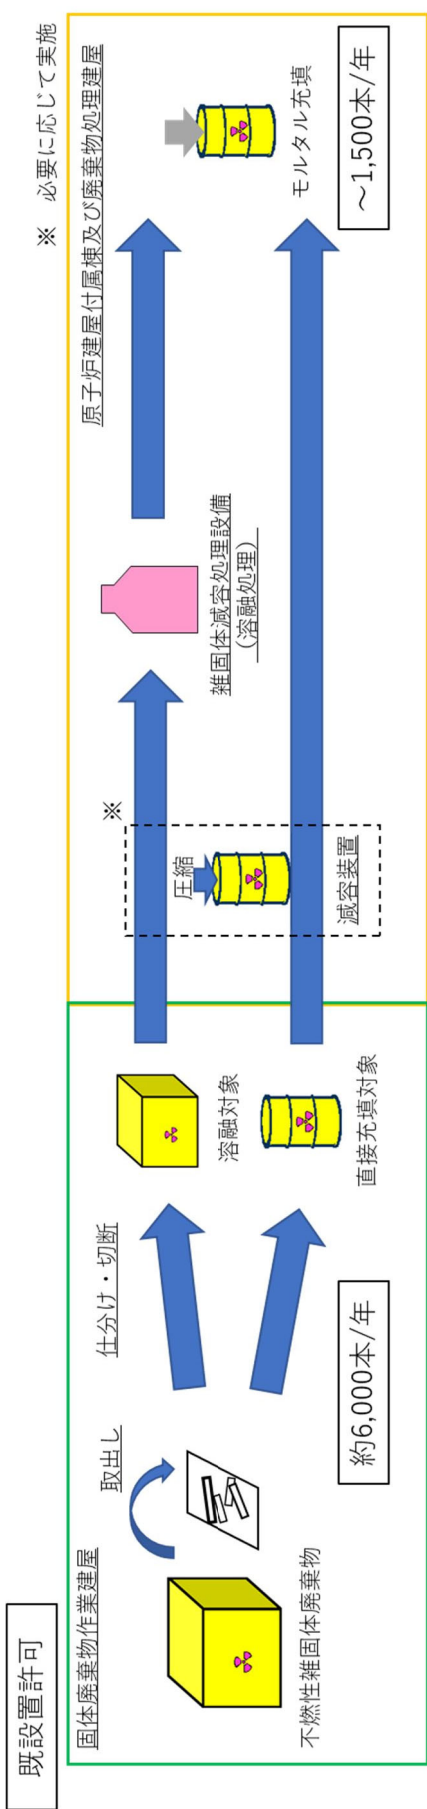 既設置許可
※　必要に応じて実施
固体廃棄物作業建屋
取出し
不燃性雑固体廃棄物
仕分け・切断
溶融対象
直接充填対象
約6,000本/年
※
圧縮
減容装置
雑固体減容処理設備
（溶融処理）
原子炉建屋付属棟及び廃棄物処理建屋
モルタル充填
～1,500本/年